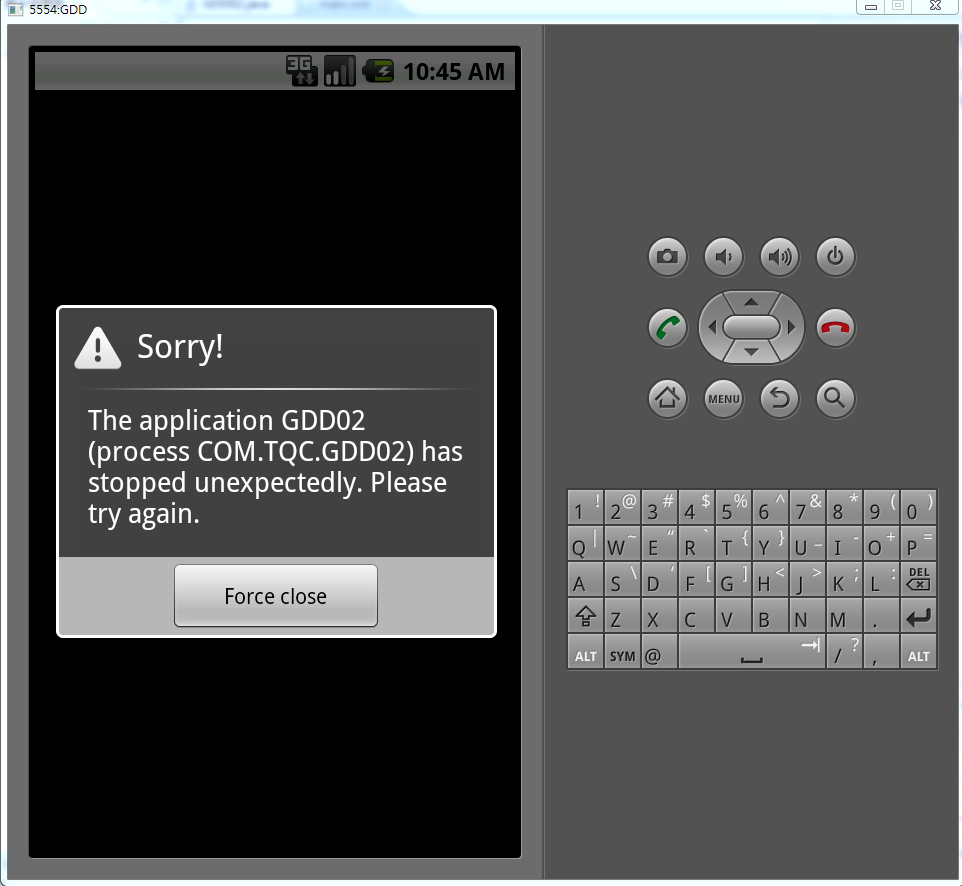 5554:GDD
3G 10:45 AM
Sorry!
The application GDD02
(process COM.TQC.GDD02) has
stopped unexpectedly. Please
try again.
Force close
MENU
1 ! 2 @ 3 # 4 $ 5 % 6 ^ 7 & 8 * 9 ( 0 )
Q | W ~ E " R ` T { Y } U _ I - O + P =
A S \ D ' F [ G ] H < J > K ; L : DEL
Z X C V B N M .
ALT SYM @ / ? , ALT